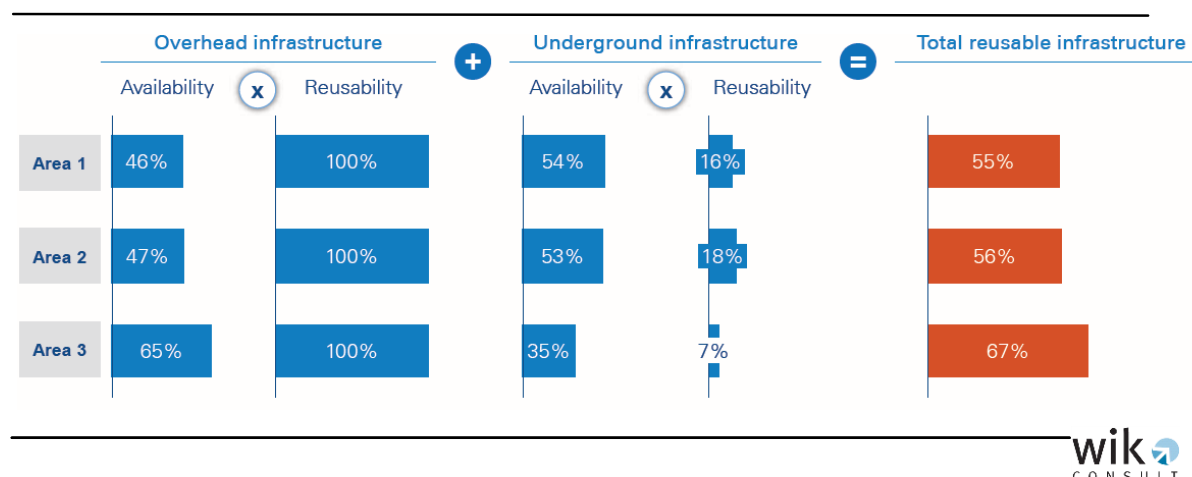 Overhead infrastructure + Underground infrastructure = Total reusable infrastructure
Availability x Reusability Availability x Reusability
Area 1 46% 100% 54% 16% 55%
Area 2 47% 100% 53% 18% 56%
Area 3 65% 100% 35% 7% 67%
wik
CONSULT